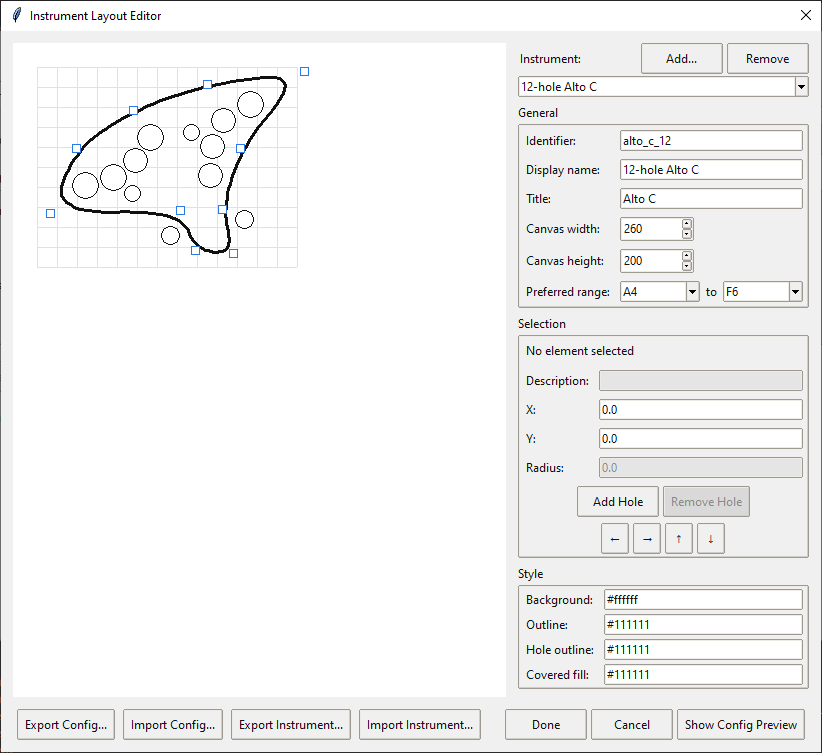 Instrument Layout Editor
Instrument:
Add...
Remove
12-hole Alto C
General
Identifier: alto_c_12
Display name: 12-hole Alto C
Title: Alto C
Canvas width: 260
Canvas height: 200
Preferred range: A4 to F6
Selection
No element selected
Description:
X: 0.0
Y: 0.0
Radius: 0.0
Add Hole
Remove Hole
← → ↑ ↓
Style
Background: #ffffff
Outline: #111111
Hole outline: #111111
Covered fill: #111111
Export Config...
Import Config...
Export Instrument...
Import Instrument...
Done
Cancel
Show Config Preview